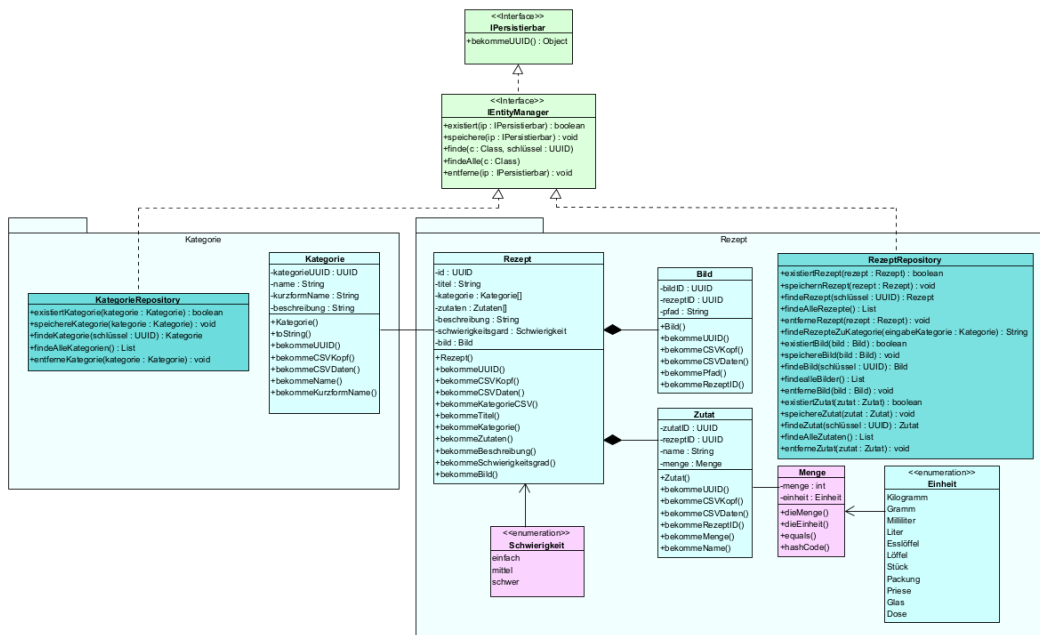 <<Interface>>
IPersistierbar
+bekommeUUID() : Object
<<Interface>>
IEntityManager
+existiert(ip : IPersistierbar) : boolean
+speichere(ip : IPersistierbar) : void
+finde(c : Class, schlüssel : UUID)
+findeAlle(c : Class)
+entferne(ip : IPersistierbar) : void
Kategorie
KategorieRepository
+existiertKategorie(kategorie : Kategorie) : boolean
+speichereKategorie(kategorie : Kategorie) : void
+findeKategorie(schlüssel : UUID) : Kategorie
+findeAlleKategorien() : List
+entferneKategorie(kategorie : Kategorie) : void
Kategorie
-kategorieUUID : UUID
-name : String
-kurzformName : String
-beschreibung : String
+Kategorie()
+toString()
+bekommeUUID()
+bekommeCSVKopf()
+bekommeCSVDaten()
+bekommeName()
+bekommeKurzformName()
Rezept
Rezept
-id : UUID
-titel : String
-kategorie : Kategorie[]
-zutaten : Zutaten[]
-beschreibung : String
-schwierigkeitsgard : Schwierigkeit
-bild : Bild
+Rezept()
+bekommeUUID()
+bekommeCSVKopf()
+bekommeCSVDaten()
+bekommeKategorieCSV()
+bekommeTitel()
+bekommeKategorie()
+bekommeZutaten()
+bekommeBeschreibung()
+bekommeSchwierigkeitsgrad()
+bekommeBild()
<<enumeration>>
Schwierigkeit
einfach
mittel
schwer
Bild
-bildID : UUID
-rezeptID : UUID
-pfad : String
+Bild()
+bekommeUUID()
+bekommeCSVKopf()
+bekommeCSVDaten()
+bekommePfad()
+bekommeRezeptID()
Zutat
-zutatID : UUID
-rezeptID : UUID
-name : String
-menge : Menge
+Zutat()
+bekommeUUID()
+bekommeCSVKopf()
+bekommeCSVDaten()
+bekommeRezeptID()
+bekommeMenge()
+bekommeName()
RezeptRepository
+existiertRezept(rezept : Rezept) : boolean
+speichernRezept(rezept : Rezept) : void
+findeRezept(schlüssel : UUID) : Rezept
+findeAlleRezepte() : List
+entferneRezept(rezept : Rezept) : void
+findeRezepteZuKategorie(eingabeKategorie : Kategorie) : String
+existiertBild(bild : Bild) : boolean
+speichereBild(bild : Bild) : void
+findeBild(schlüssel : UUID) : Bild
+findealleBilder() : List
+entferneBild(bild : Bild) : void
+existiertZutat(zutat : Zutat) : boolean
+speichereZutat(zutat : Zutat) : void
+findeZutat(schlüssel : UUID) : Zutat
+findeAlleZutaten() : List
+entferneZutat(zutat : Zutat) : void
Menge
-menge : int
-einheit : Einheit
+dieMenge()
+dieEinheit()
+equals()
+hashCode()
<<enumeration>>
Einheit
Kilogramm
Gramm
Milliliter
Liter
Esslöffel
Löffel
Stück
Packung
Priese
Glas
Dose